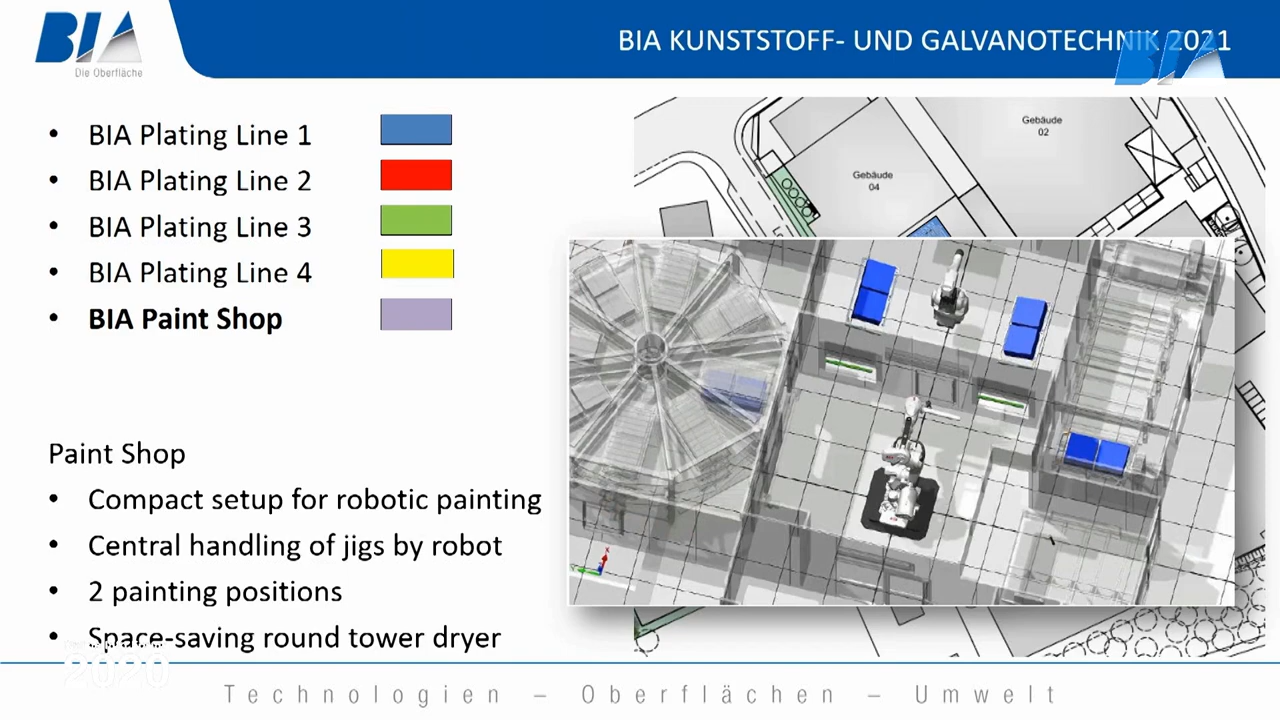 BIA
Die Oberfläche
BIA KUNSTSTOFF- UND GALVANOTECHNIK 2021
BIA
• BIA Plating Line 1
• BIA Plating Line 2
• BIA Plating Line 3
• BIA Plating Line 4
• BIA Paint Shop
Gebäude
02
Gebäude
04
Paint Shop
• Compact setup for robotic painting
• Central handling of jigs by robot
• 2 painting positions
• Space-saving round tower dryer
2020
Technologien – Oberflächen – Umwelt